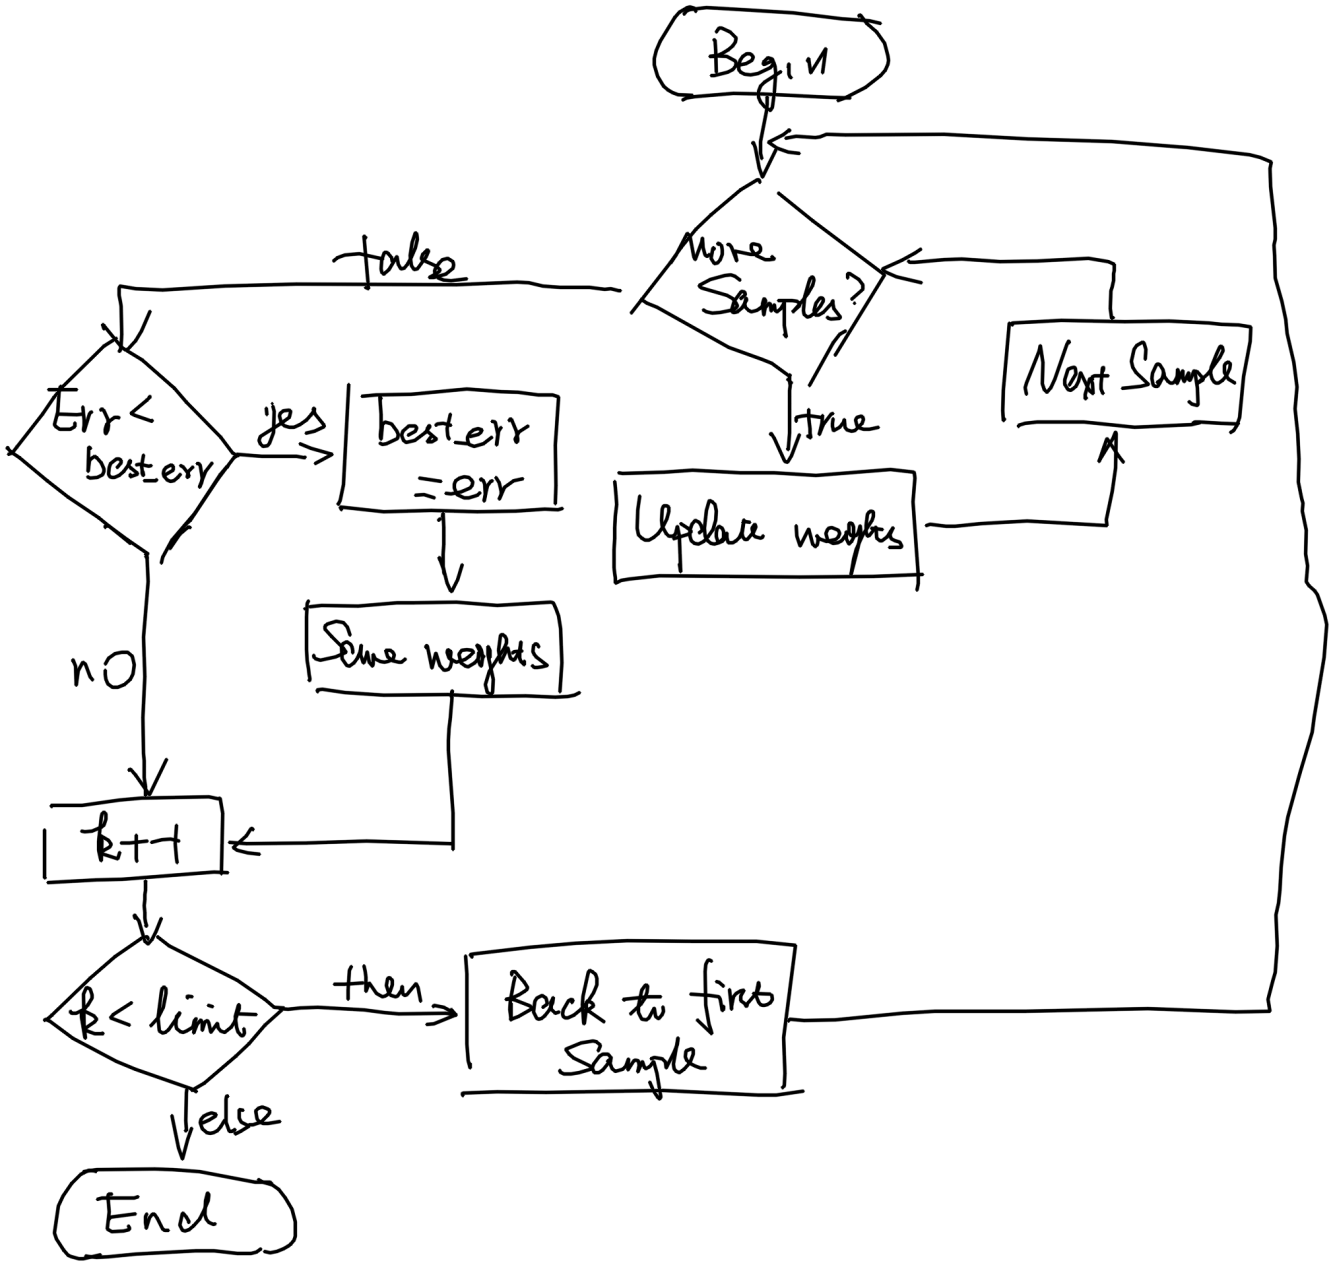 Begin
more
Samples?
false
true
Next Sample
Update weights
Err <
best_err
yes
best_err
= err
Save weights
no
k++
k < limit
then
Back to first
Sample
else
End